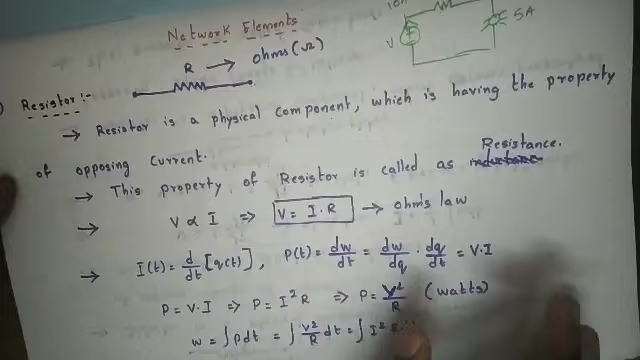 Network Elements
10Ω
5A
V
R → ohms (Ω)
① Resistor :-
→ Resistor is a physical component, which is having the property
of opposing current.
→ This property of Resistor is called as Resistance.
→ V ∝ I ⇒ V = I·R → ohm's law
→ I(t) = d/dt [q(t)], P(t) = dw/dt = dw/dq · dq/dt = V·I
P = V·I ⇒ P = I²R ⇒ P = V²/R (watts)
w = ∫ pdt = ∫ V²/R dt = ∫ I²